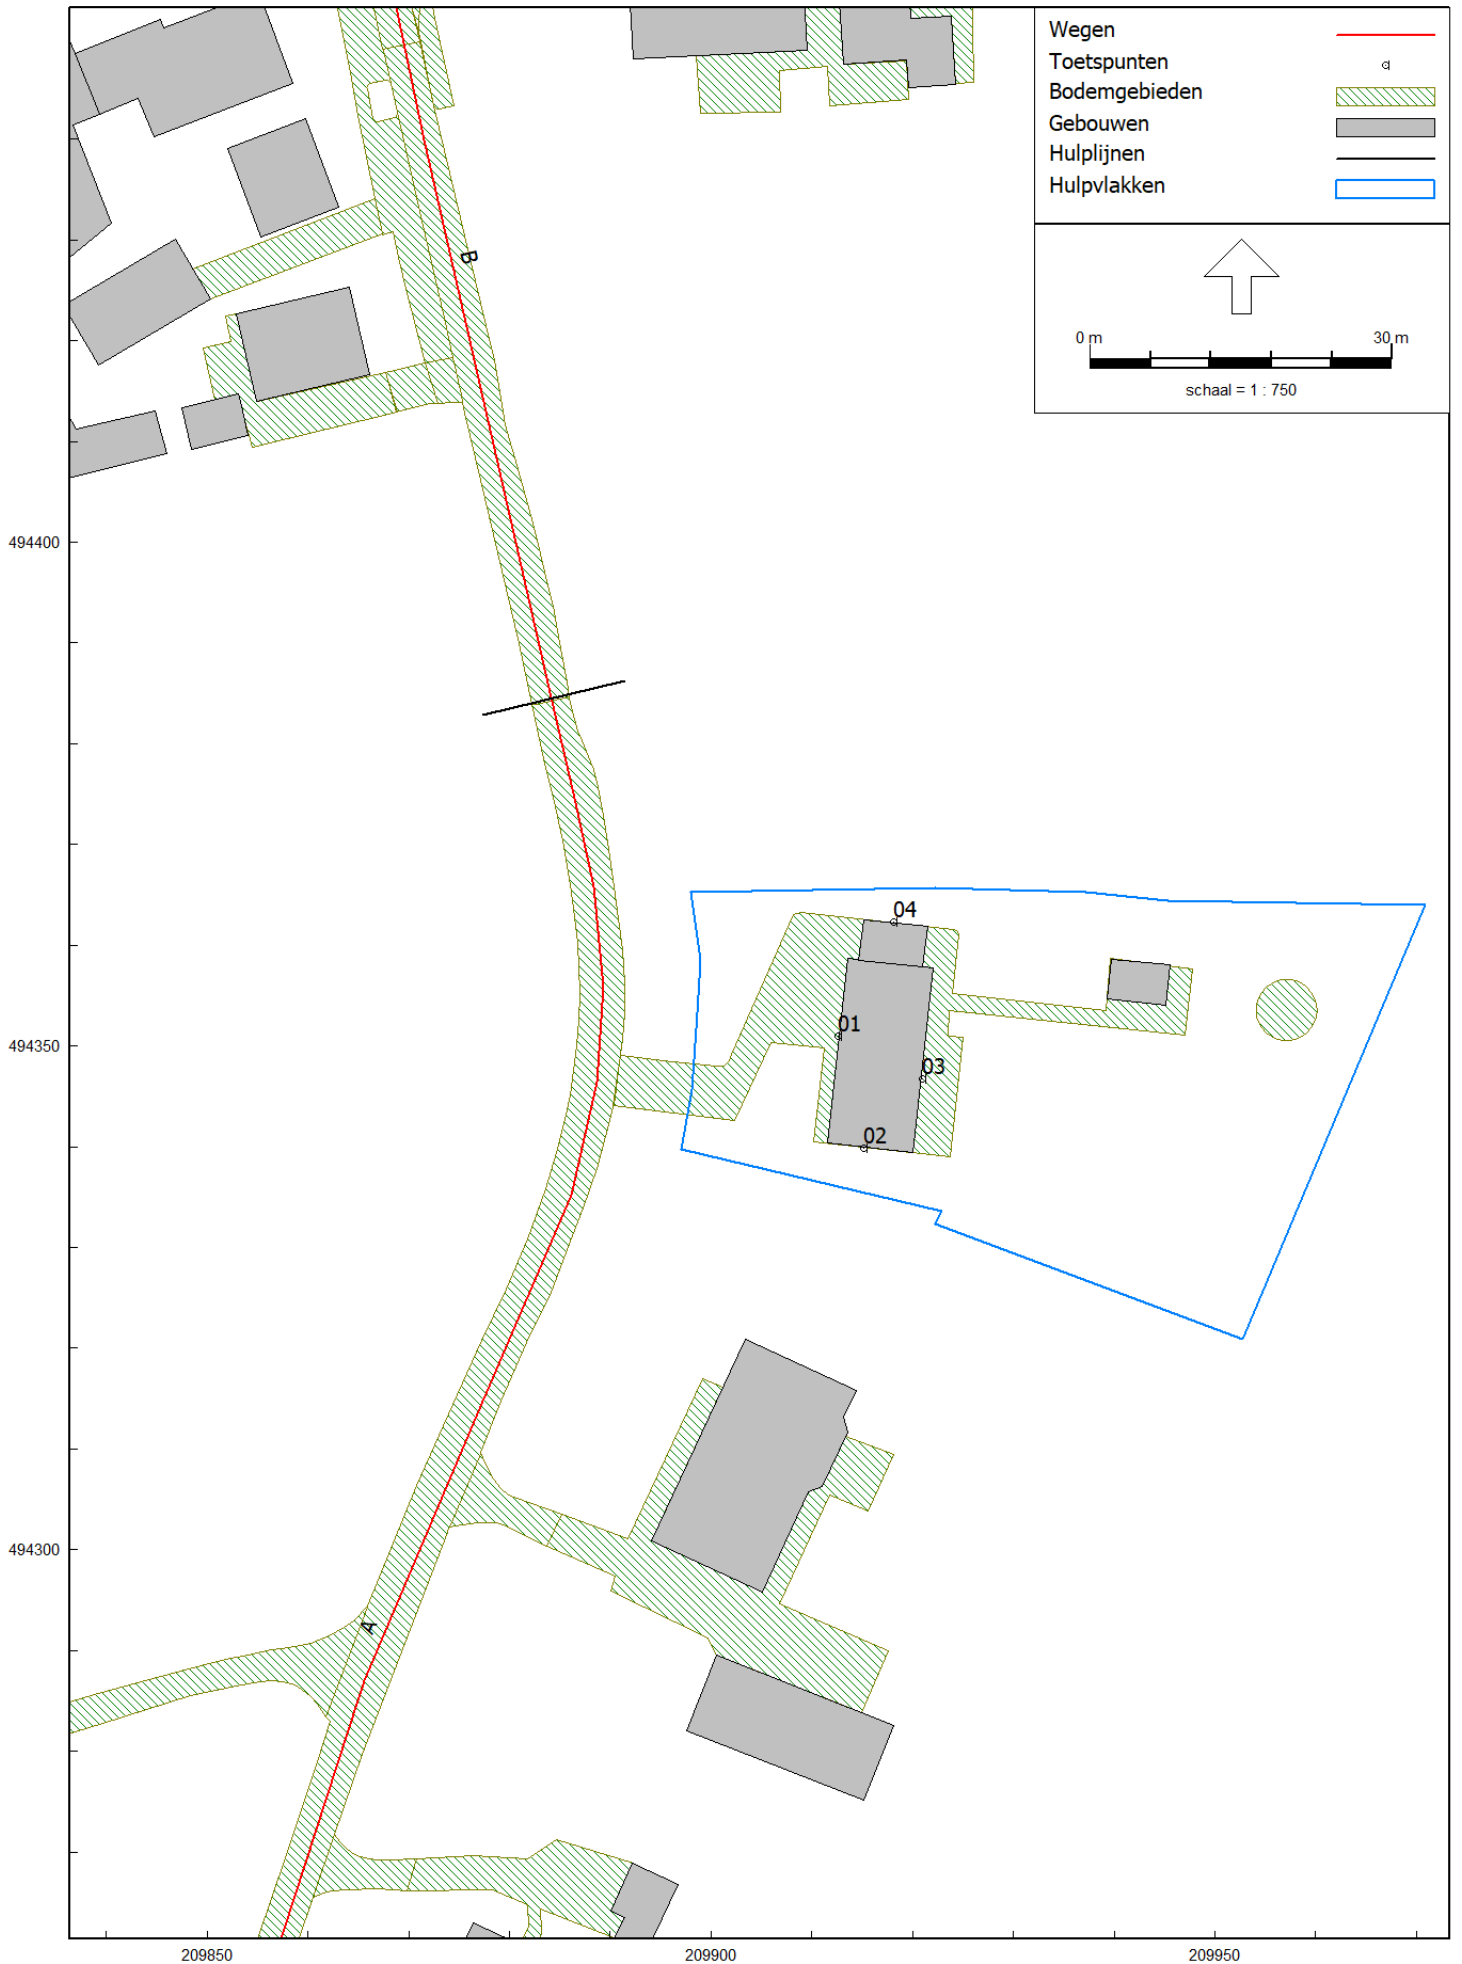 Wegen
Toetspunten
Bodemgebieden
Gebouwen
Hulplijnen
Hulpvlakken
0 m 30 m
schaal = 1 : 750
B
494400
04
01
494350
03
02
494300
A
209850 209900 209950